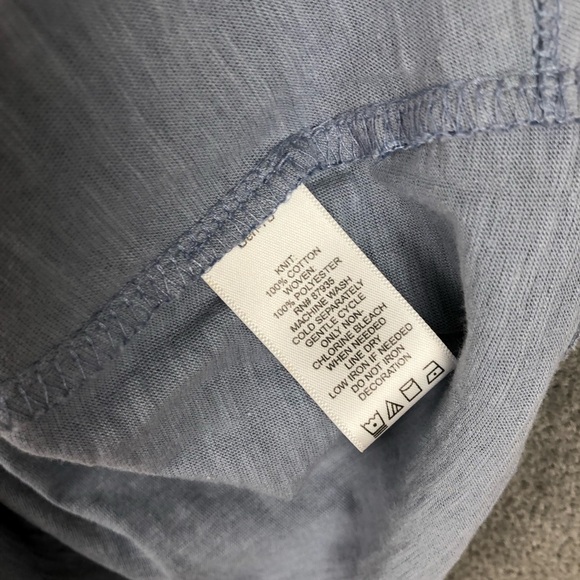 KNIT:
100% COTTON
WOVEN:
100% POLYESTER
RN# 87935
MACHINE WASH
COLD SEPARATELY
GENTLE CYCLE
ONLY NON-
CHLORINE BLEACH
WHEN NEEDED
LINE DRY
LOW IRON IF NEEDED
DO NOT IRON
DECORATION